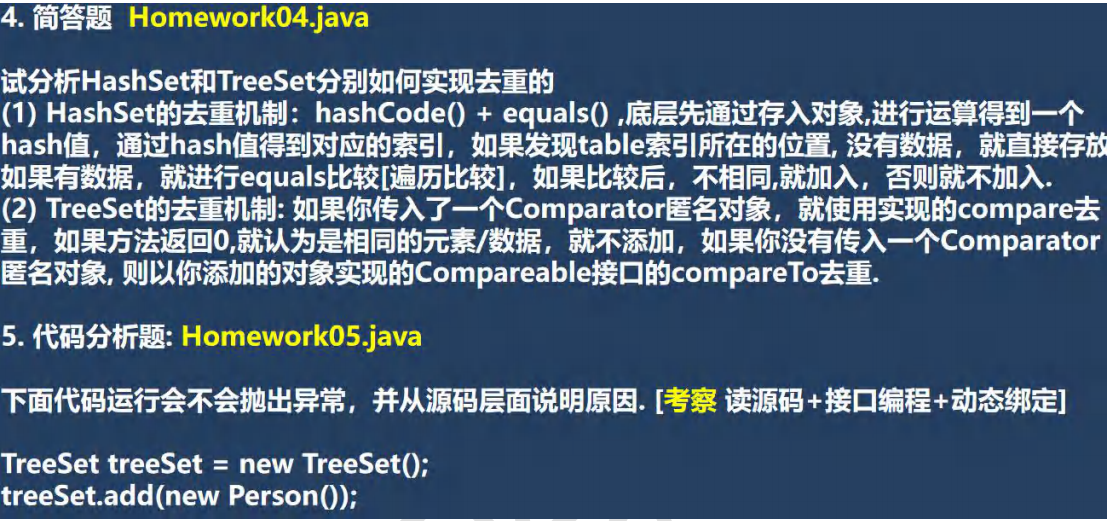 4. 简答题 Homework04.java
试分析HashSet和TreeSet分别如何实现去重的
(1) HashSet的去重机制：hashCode() + equals() ,底层先通过存入对象,进行运算得到一个
hash值，通过hash值得到对应的索引，如果发现table索引所在的位置, 没有数据，就直接存放
如果有数据，就进行equals比较[遍历比较]，如果比较后，不相同,就加入，否则就不加入.
(2) TreeSet的去重机制: 如果你传入了一个Comparator匿名对象，就使用实现的compare去
重，如果方法返回0,就认为是相同的元素/数据，就不添加，如果你没有传入一个Comparator
匿名对象, 则以你添加的对象实现的Compareable接口的compareTo去重.
5. 代码分析题: Homework05.java
下面代码运行会不会抛出异常，并从源码层面说明原因. [考察 读源码+接口编程+动态绑定]
TreeSet treeSet = new TreeSet();
treeSet.add(new Person());